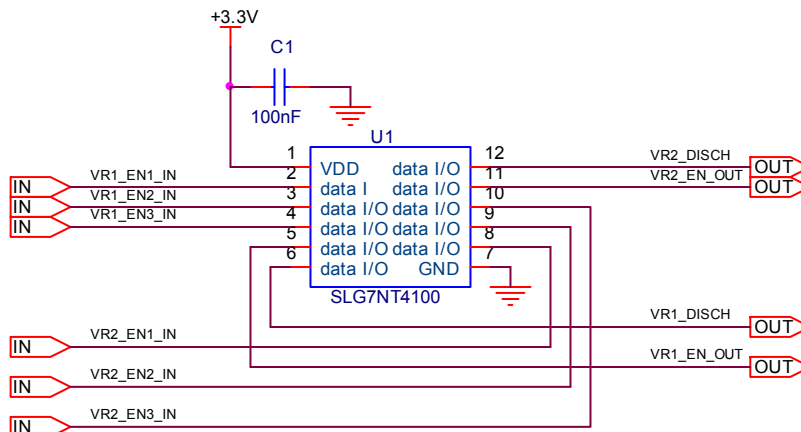 +3.3V
C1
100nF
U1
1 VDD data I/O 12
2 data I data I/O 11
3 data I/O data I/O 10
4 data I/O data I/O 9
5 data I/O data I/O 8
6 data I/O GND 7
SLG7NT4100
IN VR1_EN1_IN
IN VR1_EN2_IN
IN VR1_EN3_IN
VR2_DISCH OUT
VR2_EN_OUT OUT
VR1_DISCH OUT
VR1_EN_OUT OUT
IN VR2_EN1_IN
IN VR2_EN2_IN
IN VR2_EN3_IN